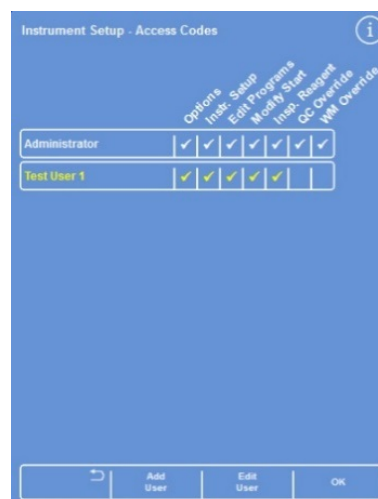 Instrument Setup - Access Codes
i
Options
Instr. Setup
Edit Programs
Modify Start
Insp. Reagent
QC Override
WM Override
Administrator ✓ ✓ ✓ ✓ ✓ ✓ ✓
Test User 1 ✓ ✓ ✓ ✓ ✓
Add
User
Edit
User
OK